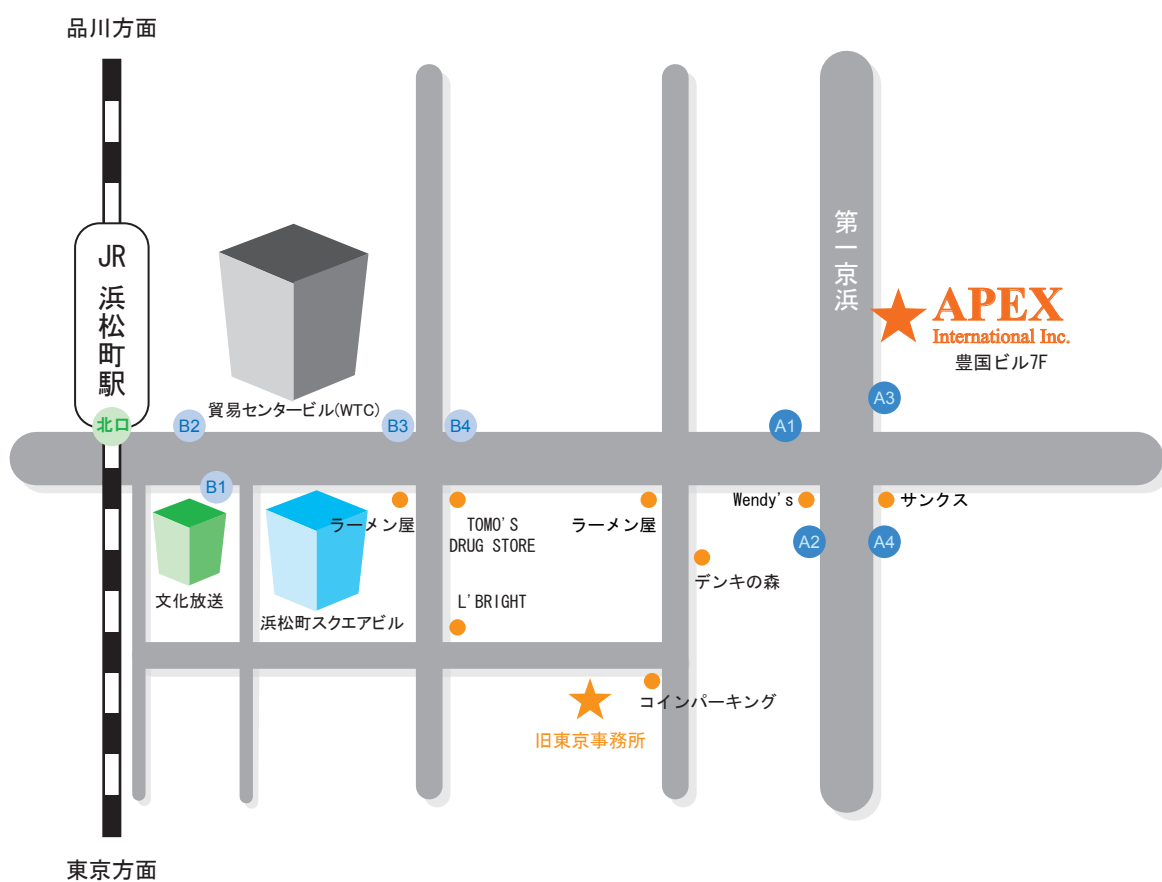 品川方面
JR
浜松町駅
北口
第一京浜
APEX
International Inc.
豊国ビル7F
A3
貿易センタービル(WTC)
B2
B3
B4
A1
B1
ラーメン屋
TOMO'S
DRUG STORE
ラーメン屋
Wendy's
サンクス
A2
A4
デンキの森
文化放送
浜松町スクエアビル
L'BRIGHT
コインパーキング
旧東京事務所
東京方面